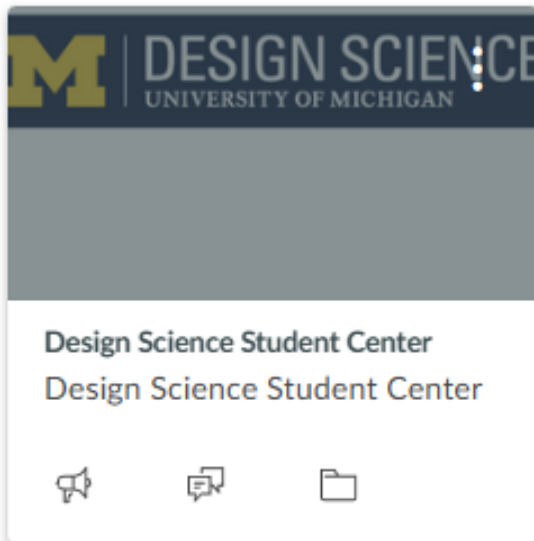 M DESIGN SCIENCE
UNIVERSITY OF MICHIGAN
Design Science Student Center
Design Science Student Center